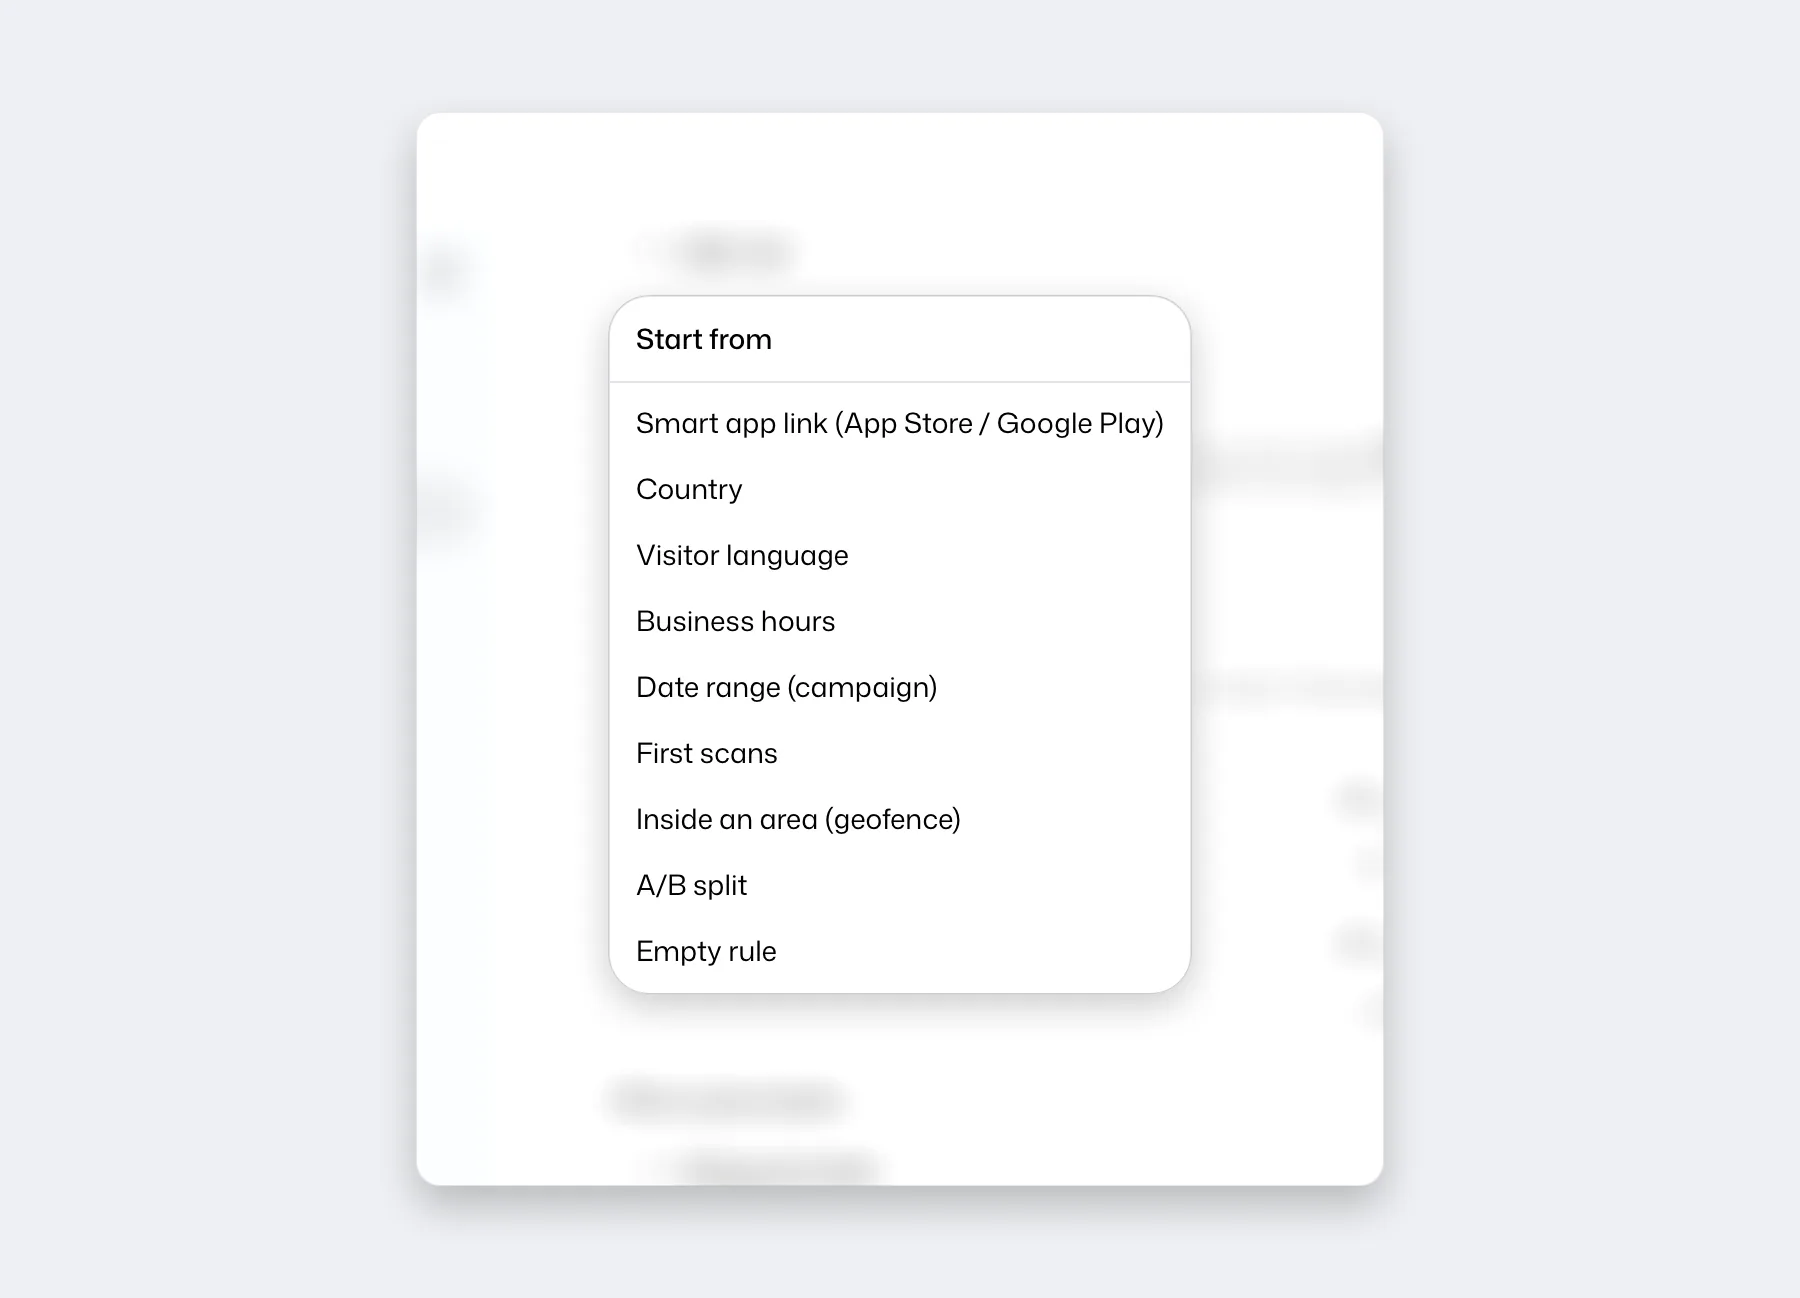 Start from
Smart app link (App Store / Google Play)
Country
Visitor language
Business hours
Date range (campaign)
First scans
Inside an area (geofence)
A/B split
Empty rule